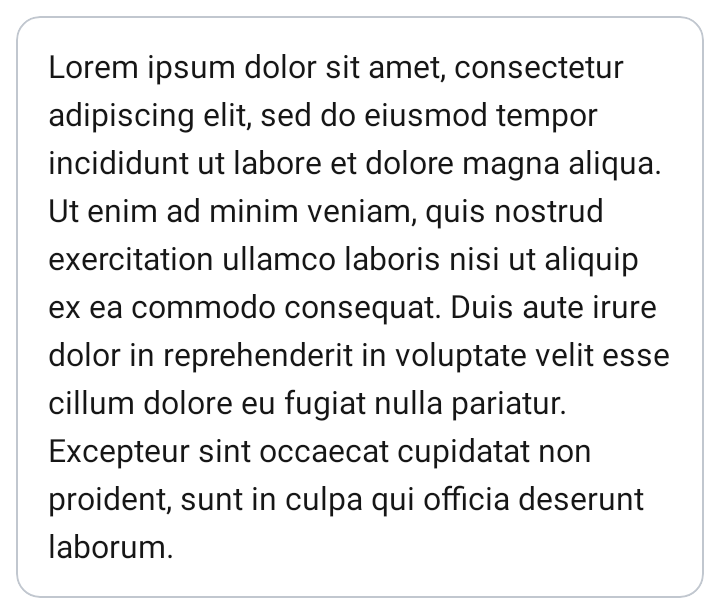 Lorem ipsum dolor sit amet, consectetur
adipiscing elit, sed do eiusmod tempor
incididunt ut labore et dolore magna aliqua.
Ut enim ad minim veniam, quis nostrud
exercitation ullamco laboris nisi ut aliquip
ex ea commodo consequat. Duis aute irure
dolor in reprehenderit in voluptate velit esse
cillum dolore eu fugiat nulla pariatur.
Excepteur sint occaecat cupidatat non
proident, sunt in culpa qui officia deserunt
laborum.